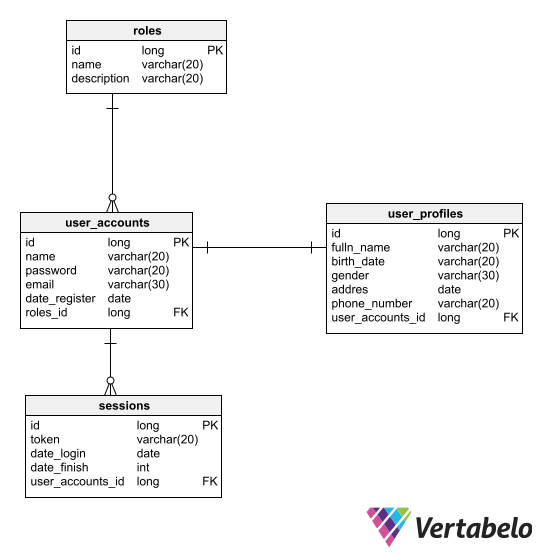 roles
id long PK
name varchar(20)
description varchar(20)
user_accounts
id long PK
name varchar(20)
password varchar(20)
email varchar(30)
date_register date
roles_id long FK
user_profiles
id long PK
fulln_name varchar(20)
birth_date varchar(20)
gender varchar(30)
addres date
phone_number varchar(20)
user_accounts_id long FK
sessions
id long PK
token varchar(20)
date_login date
date_finish int
user_accounts_id long FK
Vertabelo